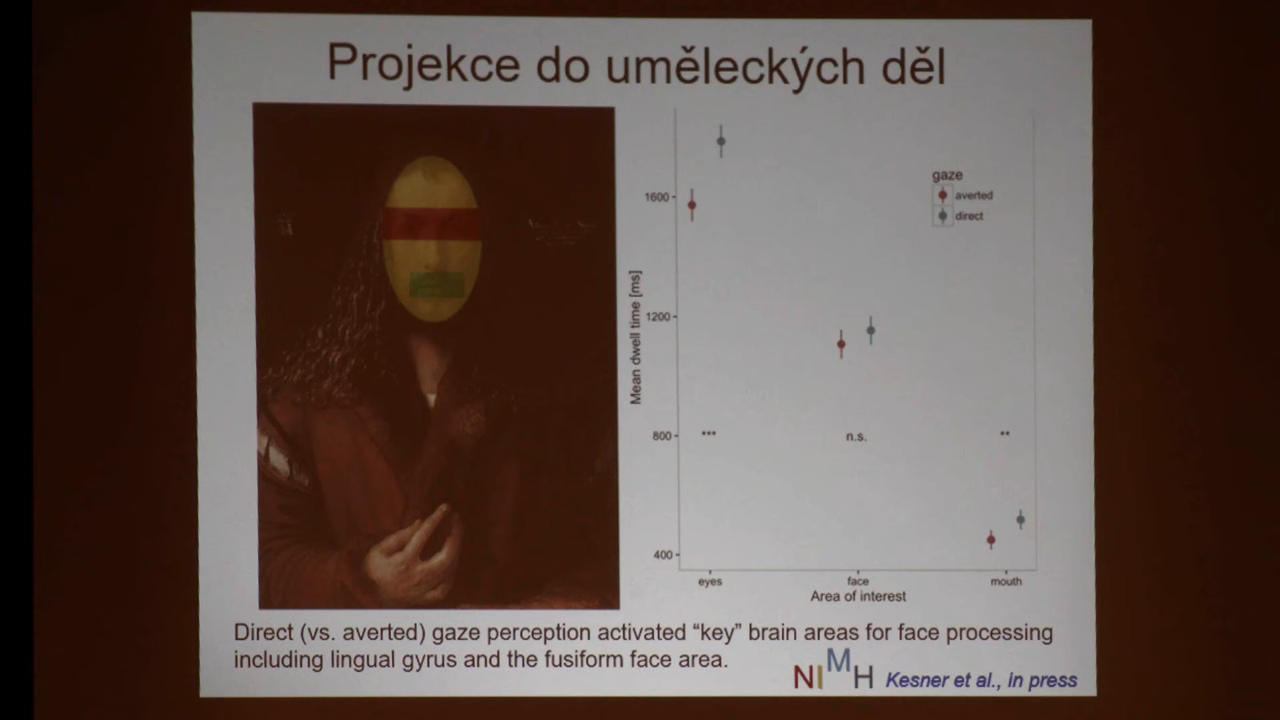 Projekce do uměleckých děl
gaze
averted
direct
Mean dwell time [ms]
1600
1200
800
400
***
n.s.
**
eyes
face
mouth
Area of interest
Direct (vs. averted) gaze perception activated “key” brain areas for face processing
including lingual gyrus and the fusiform face area.
NIMH
Kesner et al., in press